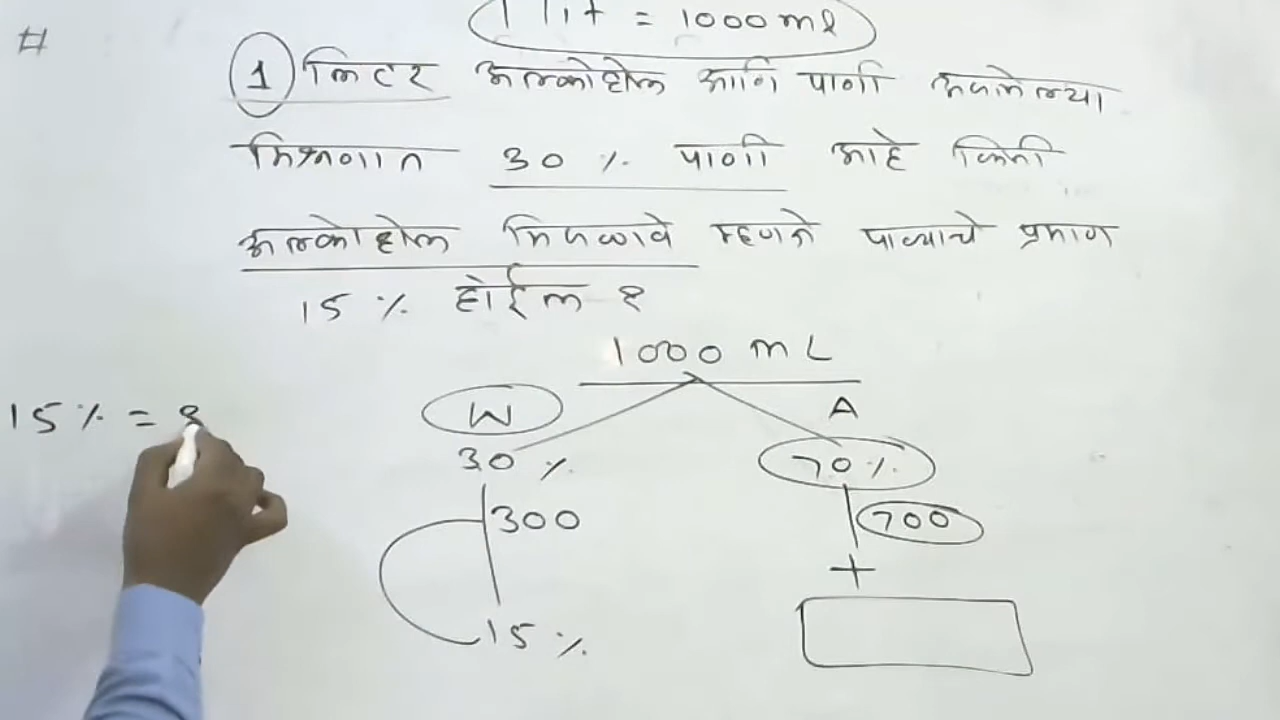 #
1 lit = 1000 ml
1 लिटर अल्कोहोल आणि पाणी असलेल्या
मिश्रणात 30 % पाणी आहे किती
अल्कोहोल मिसळावे म्हणजे पाण्याचे प्रमाण
15 % होईल ?
1000 mL
15 % = 
W A
30 % 70%
300 700
+
15 %